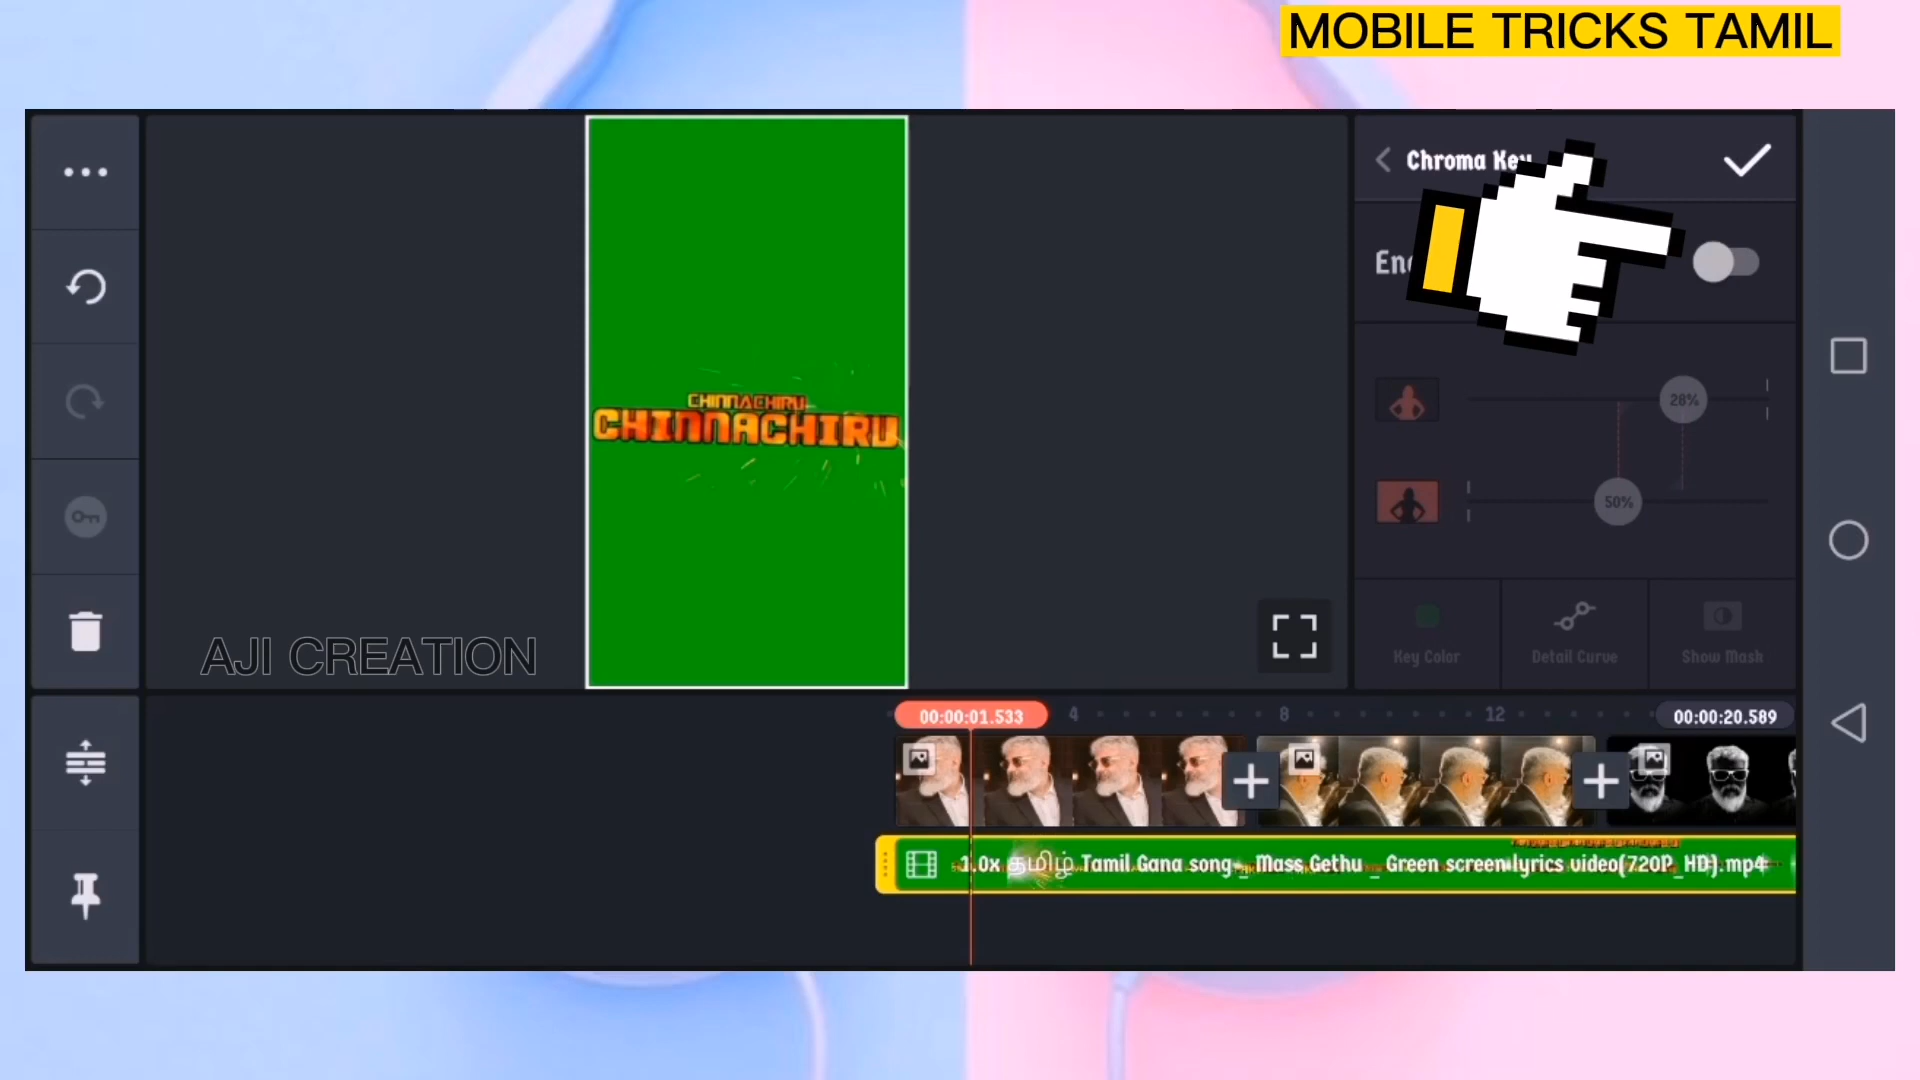 MOBILE TRICKS TAMIL
Chroma Key
28%
CHINNACHIRU
CHINNACHIRU
50%
AJI CREATION
Key Color
Detail Curve
Show Mask
00:00:01.533
4
8
12
00:00:20.589
1.0x தமிழ் Tamil Gana song_ Mass Gethu _ Green screen lyrics video(720P_HD).mp4